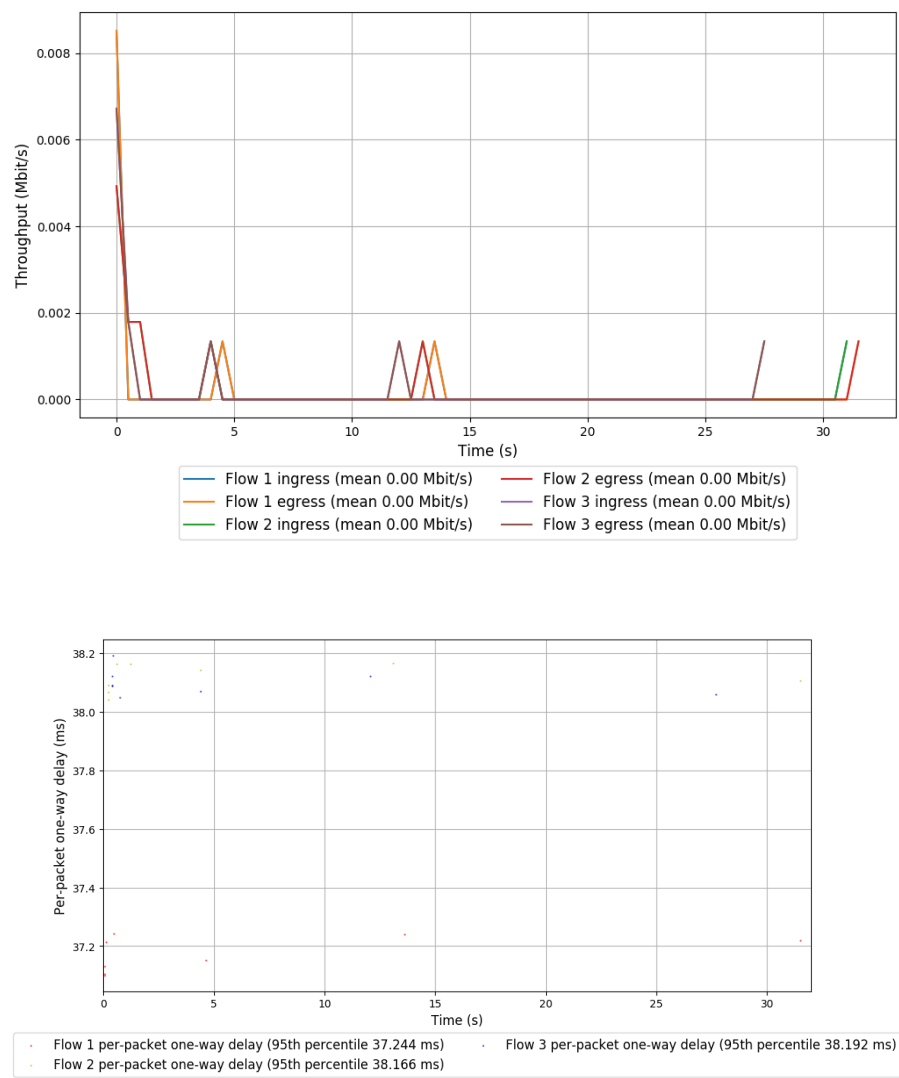 0.008
0.006
0.004
0.002
0.000
Throughput (Mbit/s)
0 5 10 15 20 25 30
Time (s)
Flow 1 ingress (mean 0.00 Mbit/s) Flow 2 egress (mean 0.00 Mbit/s)
Flow 1 egress (mean 0.00 Mbit/s) Flow 3 ingress (mean 0.00 Mbit/s)
Flow 2 ingress (mean 0.00 Mbit/s) Flow 3 egress (mean 0.00 Mbit/s)
38.2
38.0
37.8
37.6
37.4
37.2
Per-packet one-way delay (ms)
0 5 10 15 20 25 30
Time (s)
Flow 1 per-packet one-way delay (95th percentile 37.244 ms) Flow 3 per-packet one-way delay (95th percentile 38.192 ms)
Flow 2 per-packet one-way delay (95th percentile 38.166 ms)